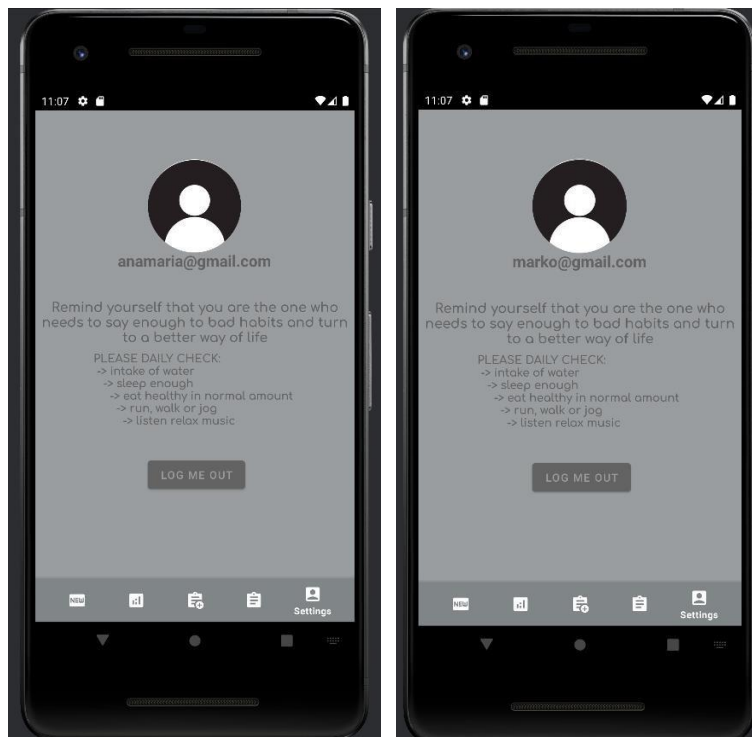 11:07
anamaria@gmail.com
Remind yourself that you are the one who
needs to say enough to bad habits and turn
to a better way of life
PLEASE DAILY CHECK:
-> intake of water
-> sleep enough
-> eat healthy in normal amount
-> run, walk or jog
-> listen relax music
LOG ME OUT
NEW
Settings
11:07
marko@gmail.com
Remind yourself that you are the one who
needs to say enough to bad habits and turn
to a better way of life
PLEASE DAILY CHECK:
-> intake of water
-> sleep enough
-> eat healthy in normal amount
-> run, walk or jog
-> listen relax music
LOG ME OUT
NEW
Settings